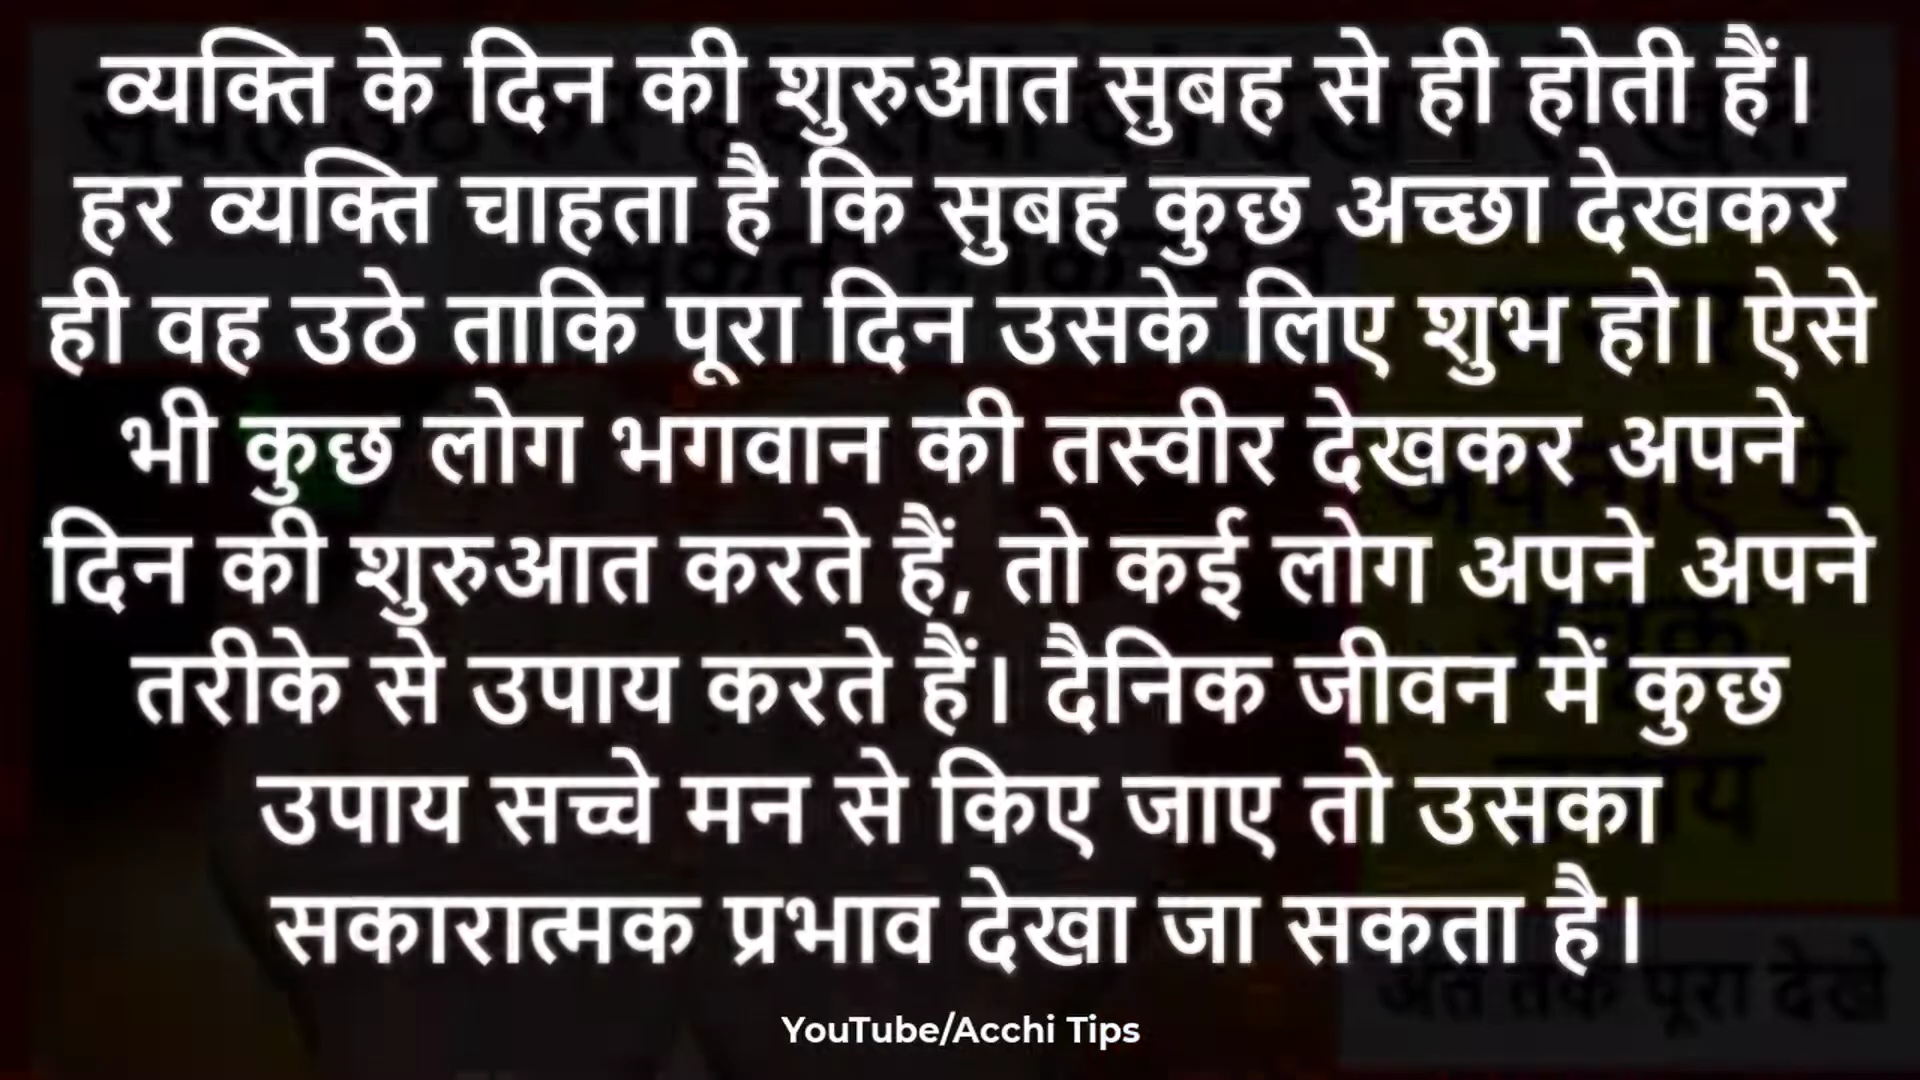 व्यक्ति के दिन की शुरुआत सुबह से ही होती हैं।
हर व्यक्ति चाहता है कि सुबह कुछ अच्छा देखकर
ही वह उठे ताकि पूरा दिन उसके लिए शुभ हो। ऐसे
भी कुछ लोग भगवान की तस्वीर देखकर अपने
दिन की शुरुआत करते हैं, तो कई लोग अपने अपने
तरीके से उपाय करते हैं। दैनिक जीवन में कुछ
उपाय सच्चे मन से किए जाए तो उसका
सकारात्मक प्रभाव देखा जा सकता है।
अंत तक पूरा देखे
YouTube/Acchi Tips